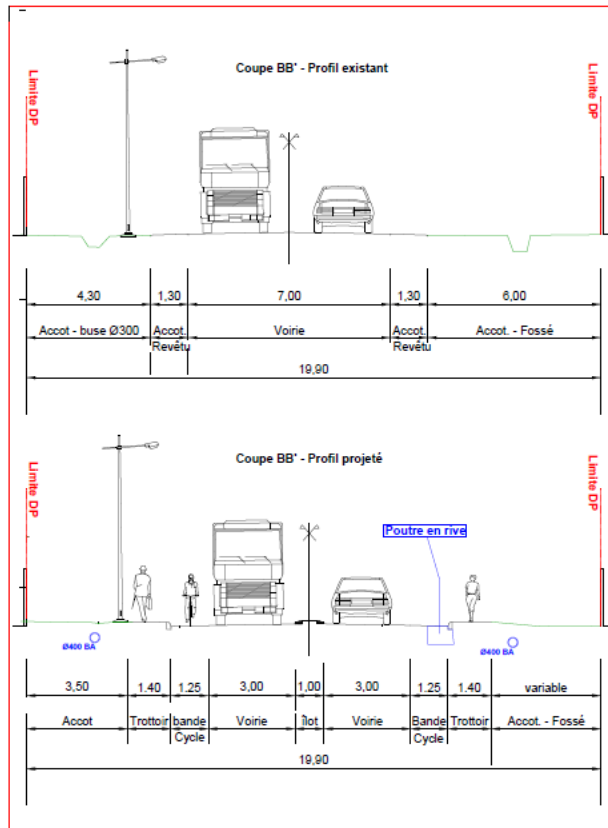 Coupe BB' - Profil existant
Limite DP
Limite DP
4,30 1,30 7,00 1,30 6,00
Accot - buse Ø300 Accot. Revêtu Voirie Accot. Revêtu Accot. - Fossé
19,90
Coupe BB' - Profil projeté
Limite DP
Limite DP
Poutre en rive
Ø400 BA
Ø400 BA
3,50 1.40 1.25 3,00 1,00 3,00 1.25 1.40 variable
Accot Trottoir bande Cycle Voirie îlot Voirie Bande Cycle Trottoir Accot. - Fossé
19,90